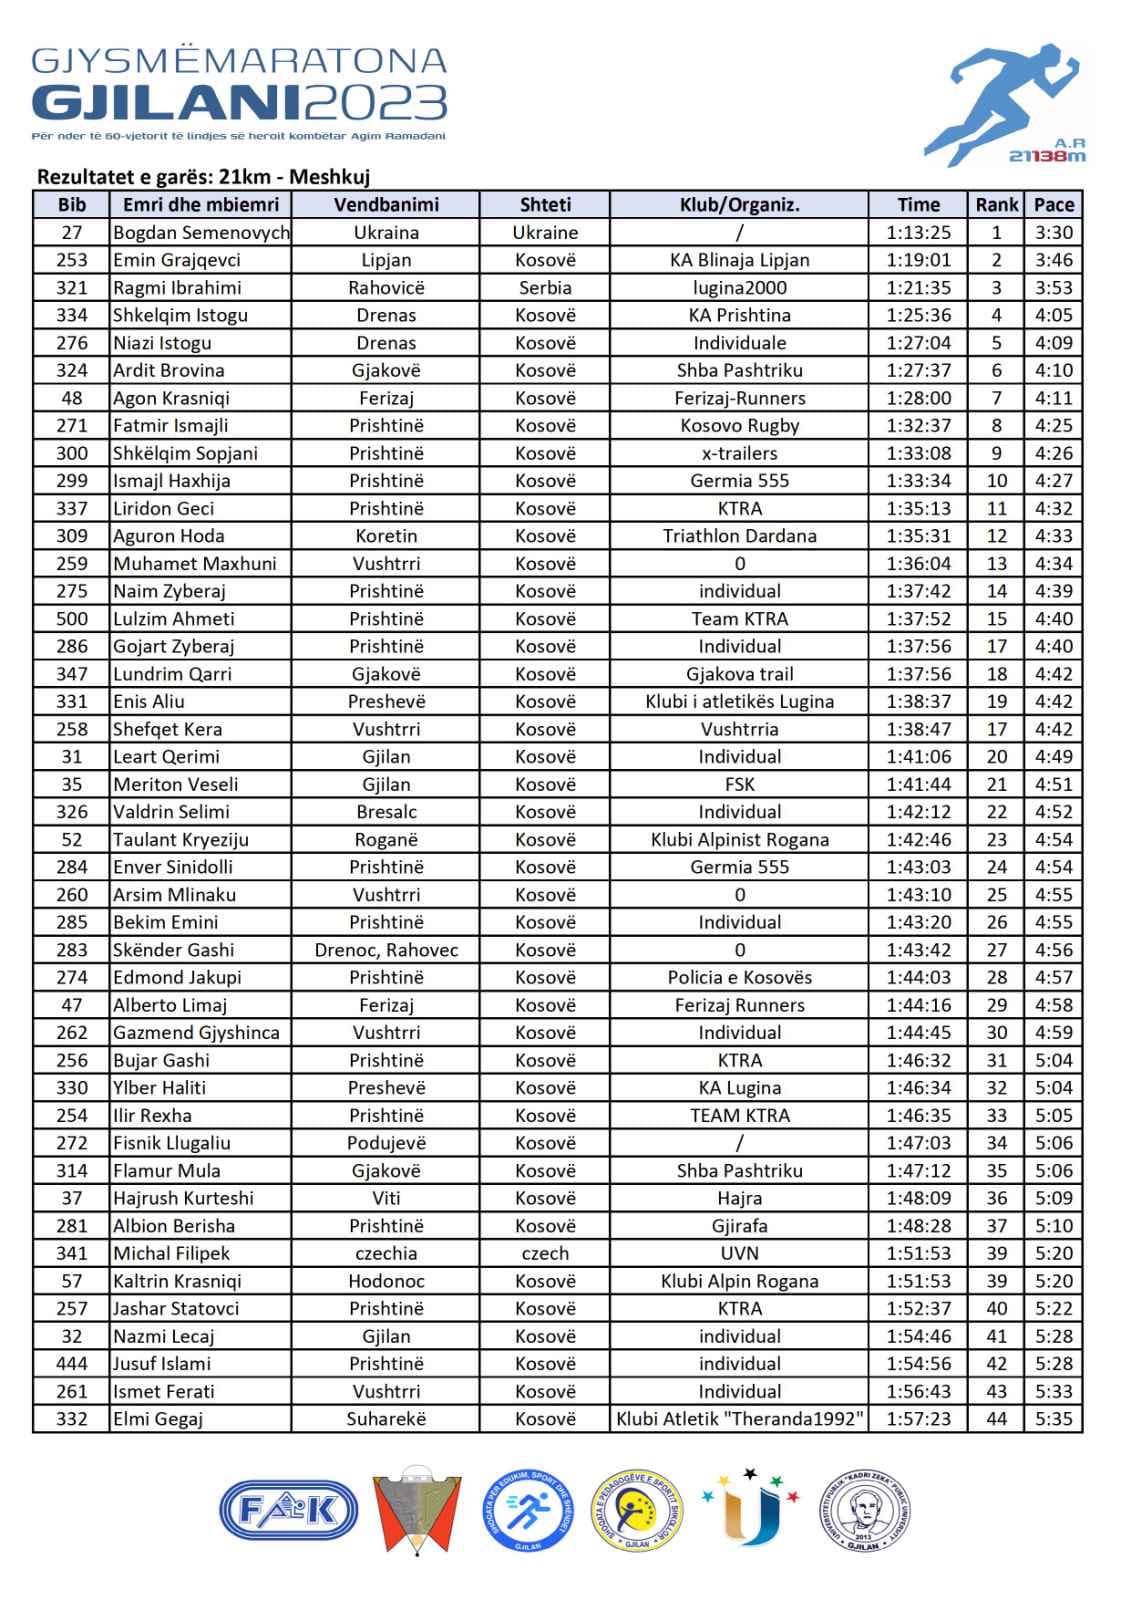 GJYSMËMARATONA
GJILANI2023
Për nder të 60-vjetorit të lindjes së heroit kombëtar Agim Ramadani
A.R
21138m
Rezultatet e garës: 21km - Meshkuj
Bib Emri dhe mbiemri Vendbanimi Shteti Klub/Organiz. Time Rank Pace
27 Bogdan Semenovych Ukraina Ukraine / 1:13:25 1 3:30
253 Emin Grajqevci Lipjan Kosovë KA Blinaja Lipjan 1:19:01 2 3:46
321 Ragmi Ibrahimi Rahovicë Serbia lugina2000 1:21:35 3 3:53
334 Shkelqim Istogu Drenas Kosovë KA Prishtina 1:25:36 4 4:05
276 Niazi Istogu Drenas Kosovë Individuale 1:27:04 5 4:09
324 Ardit Brovina Gjakovë Kosovë Shba Pashtriku 1:27:37 6 4:10
48 Agon Krasniqi Ferizaj Kosovë Ferizaj-Runners 1:28:00 7 4:11
271 Fatmir Ismajli Prishtinë Kosovë Kosovo Rugby 1:32:37 8 4:25
300 Shkëlqim Sopjani Prishtinë Kosovë x-trailers 1:33:08 9 4:26
299 Ismajl Haxhija Prishtinë Kosovë Germia 555 1:33:34 10 4:27
337 Liridon Geci Prishtinë Kosovë KTRA 1:35:13 11 4:32
309 Aguron Hoda Koretin Kosovë Triathlon Dardana 1:35:31 12 4:33
259 Muhamet Maxhuni Vushtrri Kosovë 0 1:36:04 13 4:34
275 Naim Zyberaj Prishtinë Kosovë individual 1:37:42 14 4:39
500 Lulzim Ahmeti Prishtinë Kosovë Team KTRA 1:37:52 15 4:40
286 Gojart Zyberaj Prishtinë Kosovë Individual 1:37:56 17 4:40
347 Lundrim Qarri Gjakovë Kosovë Gjakova trail 1:37:56 18 4:42
331 Enis Aliu Preshevë Kosovë Klubi i atletikës Lugina 1:38:37 19 4:42
258 Shefqet Kera Vushtrri Kosovë Vushtrria 1:38:47 17 4:42
31 Leart Qerimi Gjilan Kosovë Individual 1:41:06 20 4:49
35 Meriton Veseli Gjilan Kosovë FSK 1:41:44 21 4:51
326 Valdrin Selimi Bresalc Kosovë Individual 1:42:12 22 4:52
52 Taulant Kryeziju Roganë Kosovë Klubi Alpinist Rogana 1:42:46 23 4:54
284 Enver Sinidolli Prishtinë Kosovë Germia 555 1:43:03 24 4:54
260 Arsim Mlinaku Vushtrri Kosovë 0 1:43:10 25 4:55
285 Bekim Emini Prishtinë Kosovë Individual 1:43:20 26 4:55
283 Skënder Gashi Drenoc, Rahovec Kosovë 0 1:43:42 27 4:56
274 Edmond Jakupi Prishtinë Kosovë Policia e Kosovës 1:44:03 28 4:57
47 Alberto Limaj Ferizaj Kosovë Ferizaj Runners 1:44:16 29 4:58
262 Gazmend Gjyshinca Vushtrri Kosovë Individual 1:44:45 30 4:59
256 Bujar Gashi Prishtinë Kosovë KTRA 1:46:32 31 5:04
330 Ylber Haliti Preshevë Kosovë KA Lugina 1:46:34 32 5:04
254 Ilir Rexha Prishtinë Kosovë TEAM KTRA 1:46:35 33 5:05
272 Fisnik Llugaliu Podujevë Kosovë / 1:47:03 34 5:06
314 Flamur Mula Gjakovë Kosovë Shba Pashtriku 1:47:12 35 5:06
37 Hajrush Kurteshi Viti Kosovë Hajra 1:48:09 36 5:09
281 Albion Berisha Prishtinë Kosovë Gjirafa 1:48:28 37 5:10
341 Michal Filipek czechia czech UVN 1:51:53 39 5:20
57 Kaltrin Krasniqi Hodonoc Kosovë Klubi Alpin Rogana 1:51:53 39 5:20
257 Jashar Statovci Prishtinë Kosovë KTRA 1:52:37 40 5:22
32 Nazmi Lecaj Gjilan Kosovë individual 1:54:46 41 5:28
444 Jusuf Islami Prishtinë Kosovë individual 1:54:56 42 5:28
261 Ismet Ferati Vushtrri Kosovë Individual 1:56:43 43 5:33
332 Elmi Gegaj Suharekë Kosovë Klubi Atletik "Theranda1992" 1:57:23 44 5:35
FAK
SHOQATA PËR EDUKIM, SPORT DHE SHËNDET
GJILAN
SHOQATA E PEDAGOGËVE E SPORTIT SHKOLLOR
GJILAN
U
UNIVERSITETI PUBLIK "KADRI ZEKA" PUBLIC UNIVERSITY
2013
GJILAN